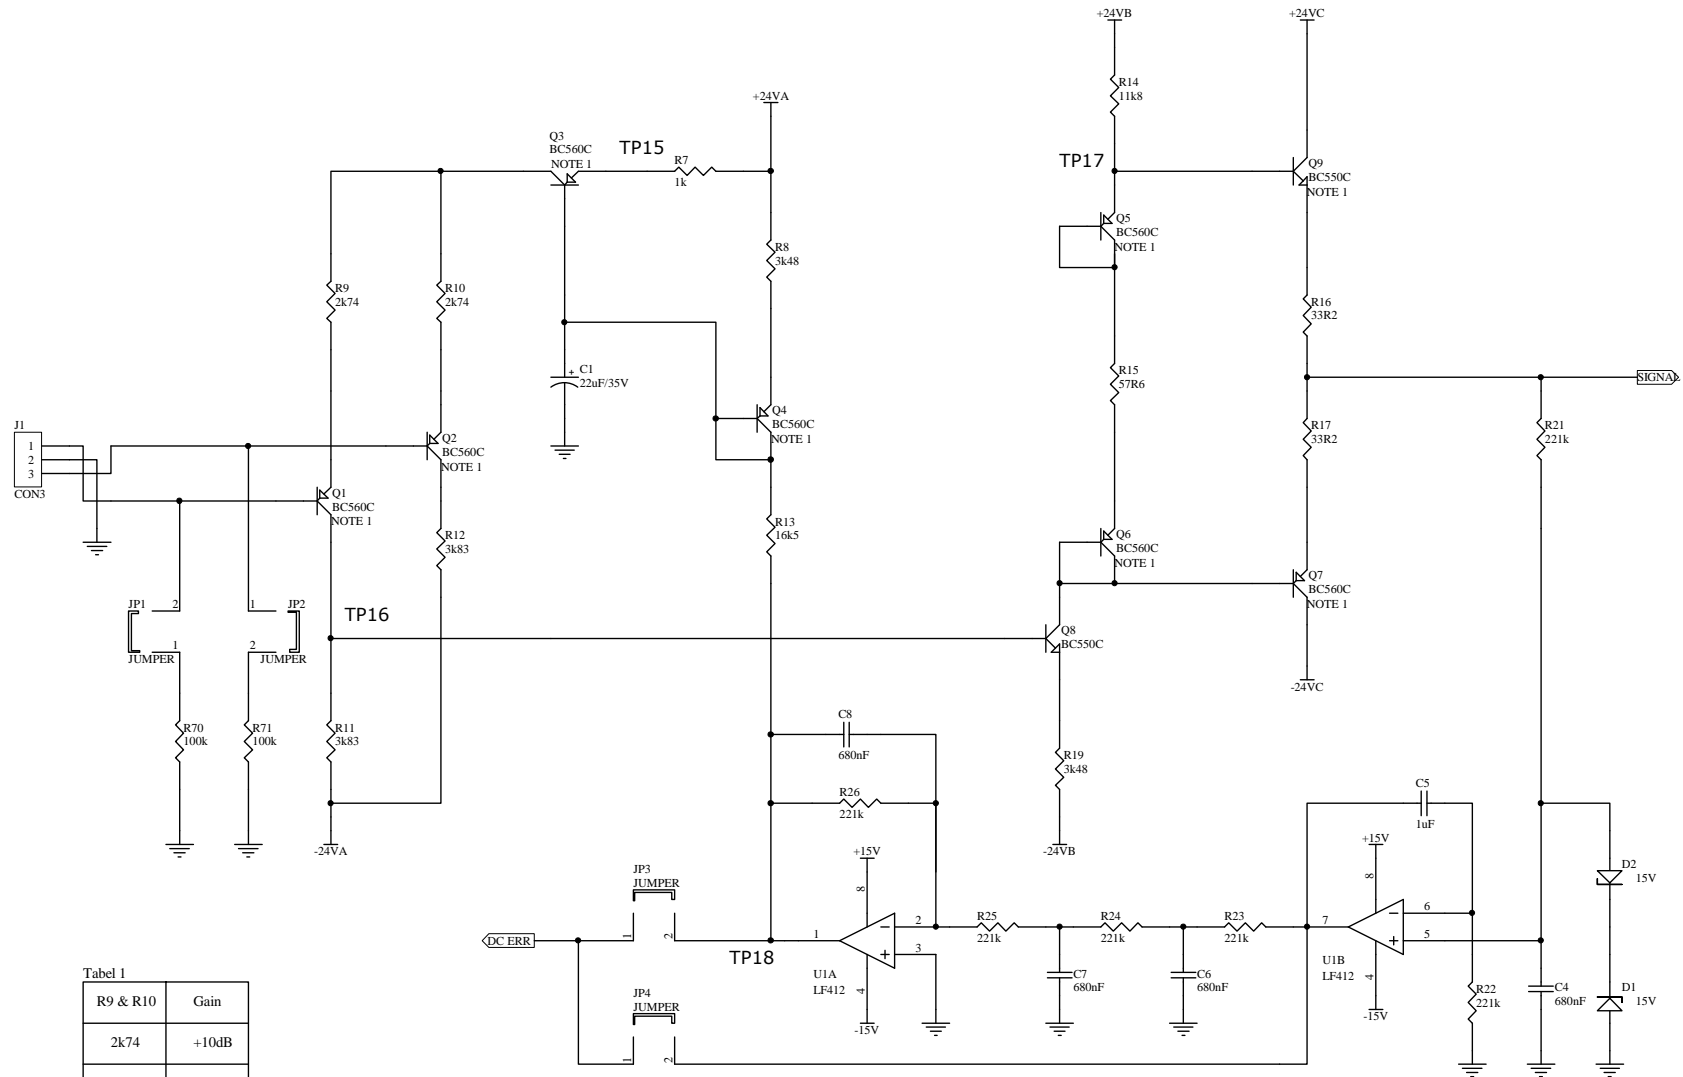 +24VB
+24VC
R14
11k8
+24VA
Q3
BC560C
NOTE 1
TP15
R7
1k
TP17
Q9
BC550C
NOTE 1
Q5
BC560C
NOTE 1
R8
3k48
R9
2k74
R10
2k74
R16
33R2
+ C1
22uF/35V
R15
57R6
SIGNAL
Q4
BC560C
NOTE 1
R17
33R2
R21
221k
J1
1
2
3
CON3
Q2
BC560C
NOTE 1
Q1
BC560C
NOTE 1
R12
3k83
R13
16k5
Q6
BC560C
NOTE 1
Q7
BC560C
NOTE 1
JP1
2
1
JUMPER
1
JP2
2
JUMPER
TP16
Q8
BC550C
-24VC
R70
100k
R71
100k
R11
3k83
C8
680nF
R19
3k48
R26
221k
C5
1uF
-24VA
+15V
-24VB
+15V
JP3
JUMPER
8
8
D2
15V
1
2
DC ERR
TP18
1
2
3
R25
221k
R24
221k
R23
221k
7
6
5
U1A
LF412
4
-15V
C7
680nF
C6
680nF
U1B
LF412
4
-15V
R22
221k
C4
680nF
D1
15V
JP4
JUMPER
1
2
Tabel 1
R9 & R10 Gain
2k74 +10dB